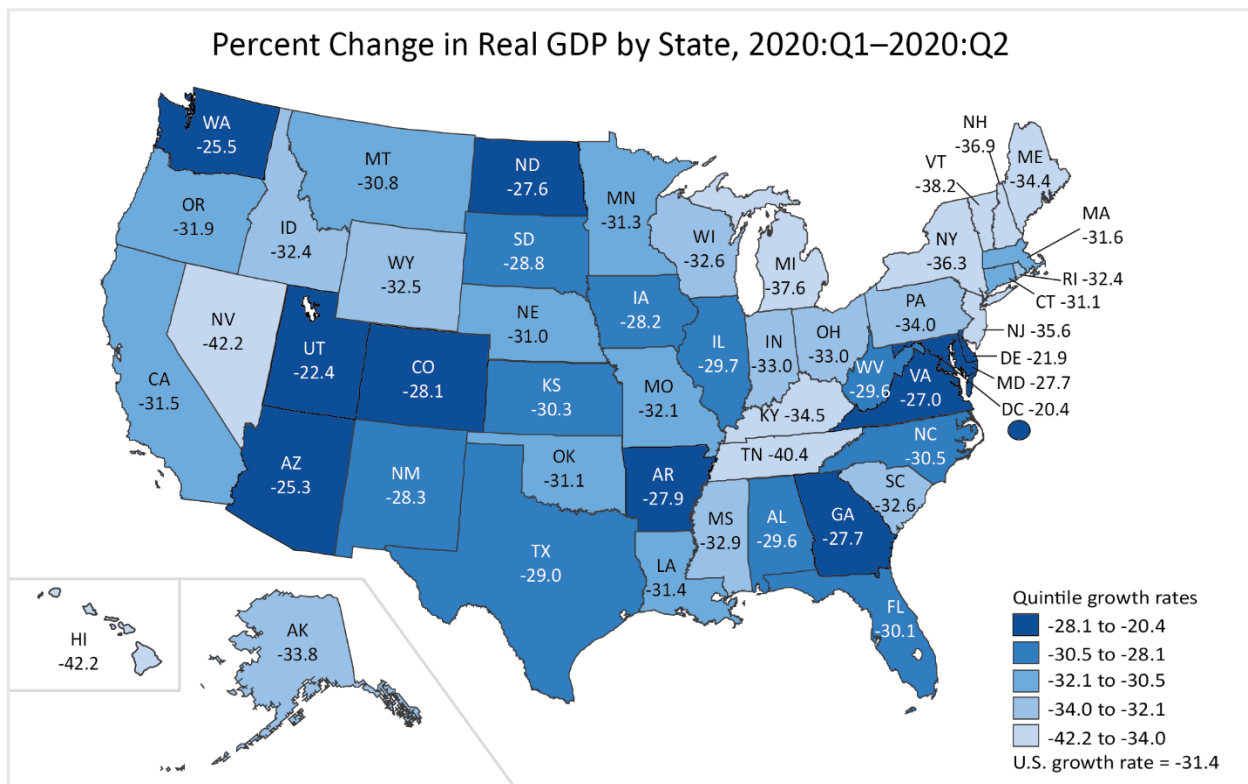 Percent Change in Real GDP by State, 2020:Q1–2020:Q2
WA
-25.5
OR
-31.9
CA
-31.5
NV
-42.2
ID
-32.4
MT
-30.8
WY
-32.5
UT
-22.4
CO
-28.1
AZ
-25.3
NM
-28.3
ND
-27.6
SD
-28.8
NE
-31.0
KS
-30.3
OK
-31.1
TX
-29.0
MN
-31.3
IA
-28.2
MO
-32.1
AR
-27.9
LA
-31.4
WI
-32.6
IL
-29.7
MI
-37.6
IN
-33.0
OH
-33.0
KY -34.5
TN -40.4
MS
-32.9
AL
-29.6
GA
-27.7
FL
-30.1
SC
-32.6
NC
-30.5
VA
-27.0
WV
-29.6
PA
-34.0
NY
-36.3
VT
-38.2
NH
-36.9
ME
-34.4
MA
-31.6
RI -32.4
CT -31.1
NJ -35.6
DE -21.9
MD -27.7
DC -20.4
HI
-42.2
AK
-33.8
Quintile growth rates
-28.1 to -20.4
-30.5 to -28.1
-32.1 to -30.5
-34.0 to -32.1
-42.2 to -34.0
U.S. growth rate = -31.4